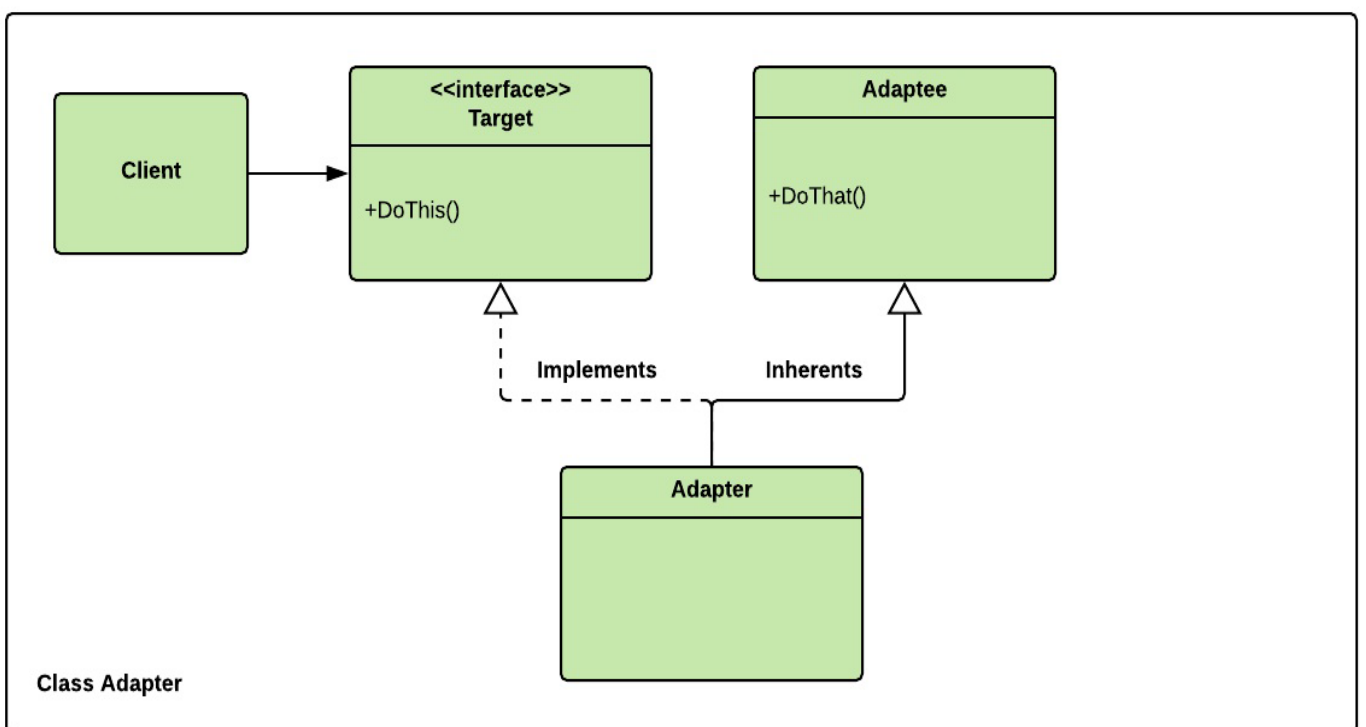 Client
<<interface>>
Target
+DoThis()
Adaptee
+DoThat()
Implements
Inherents
Adapter
Class Adapter